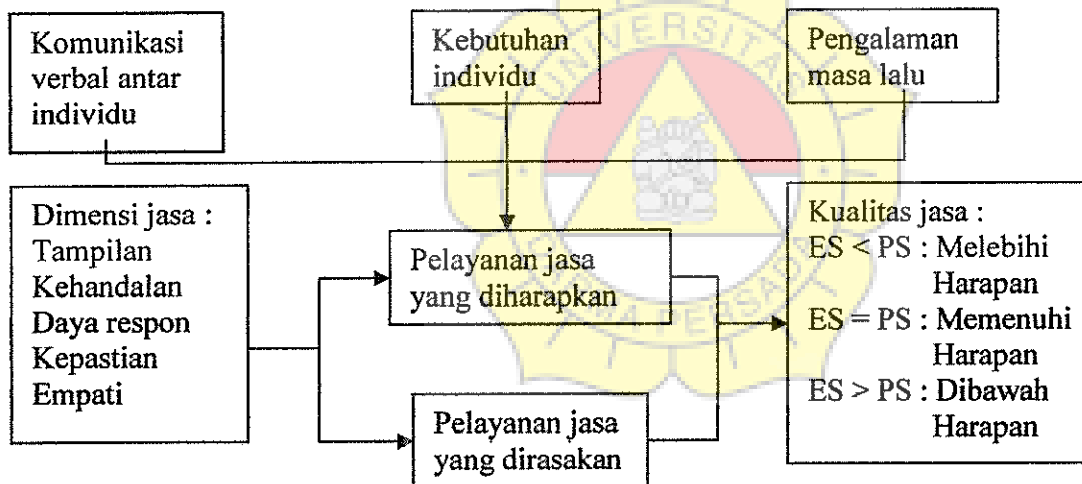 Komunikasi
verbal antar
individu
Kebutuhan
individu
Pengalaman
masa lalu
Dimensi jasa :
Tampilan
Kehandalan
Daya respon
Kepastian
Empati
Pelayanan jasa
yang diharapkan
Pelayanan jasa
yang dirasakan
Kualitas jasa :
ES < PS : Melebihi
Harapan
ES = PS : Memenuhi
Harapan
ES > PS : Dibawah
Harapan
UNIVERSITAS
PERSADA